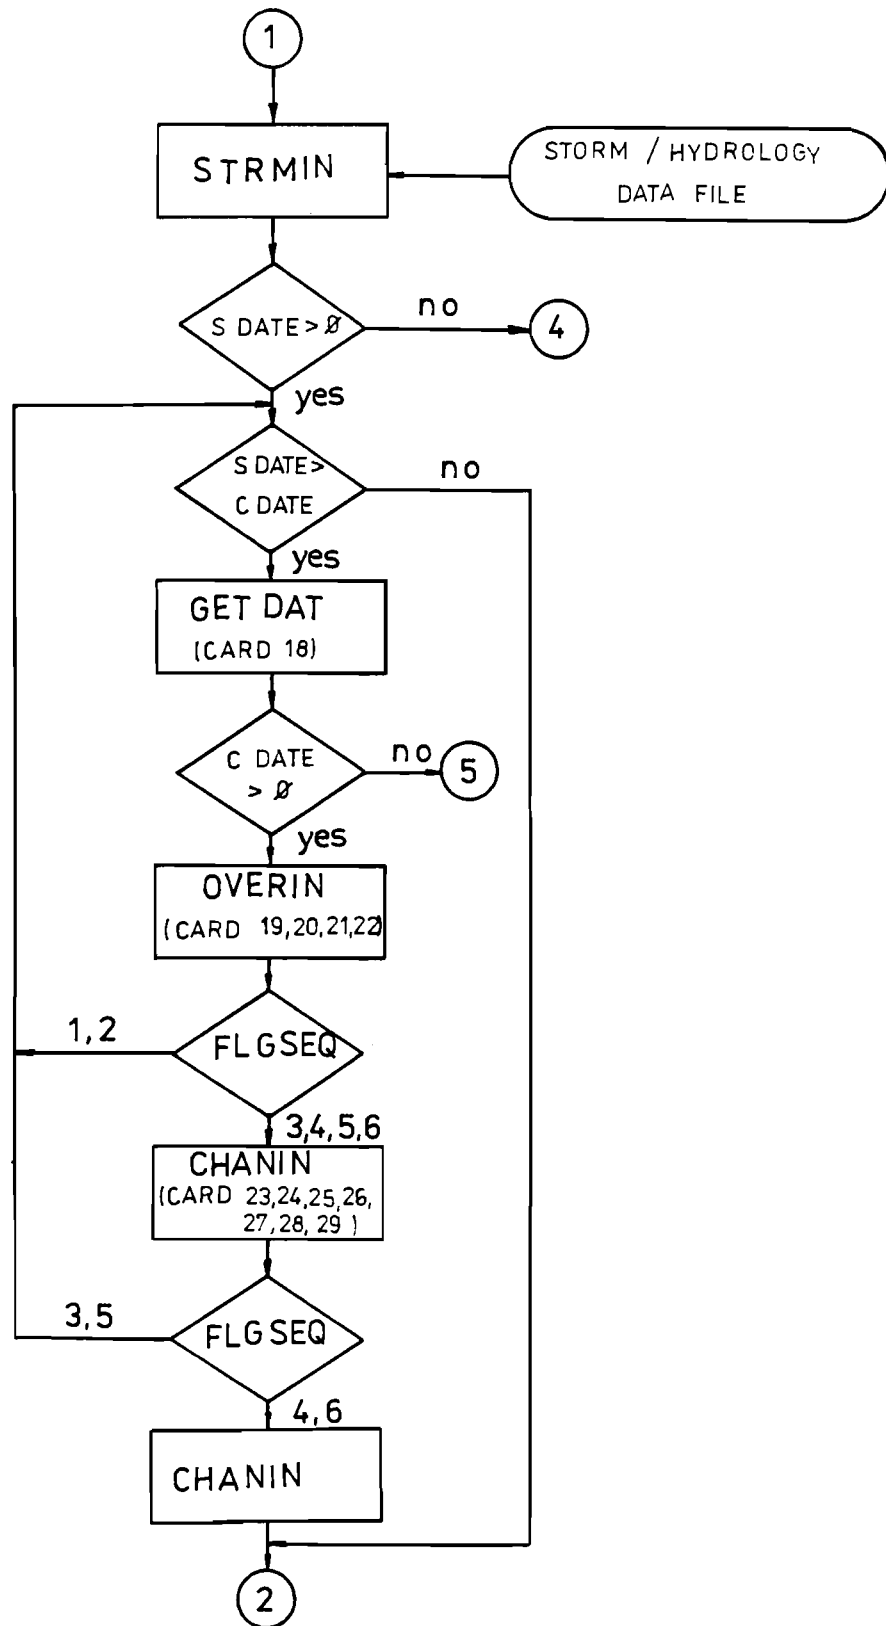 1
STRMIN
STORM / HYDROLOGY
DATA FILE
S DATE > Ø
no
4
yes
S DATE >
C DATE
no
yes
GET DAT
(CARD 18)
C DATE
> Ø
no
5
yes
OVERIN
(CARD 19,20,21,22)
FLGSEQ
1,2
3,4,5,6
CHANIN
(CARD 23,24,25,26,
27,28,29)
FLGSEQ
3,5
4,6
CHANIN
2